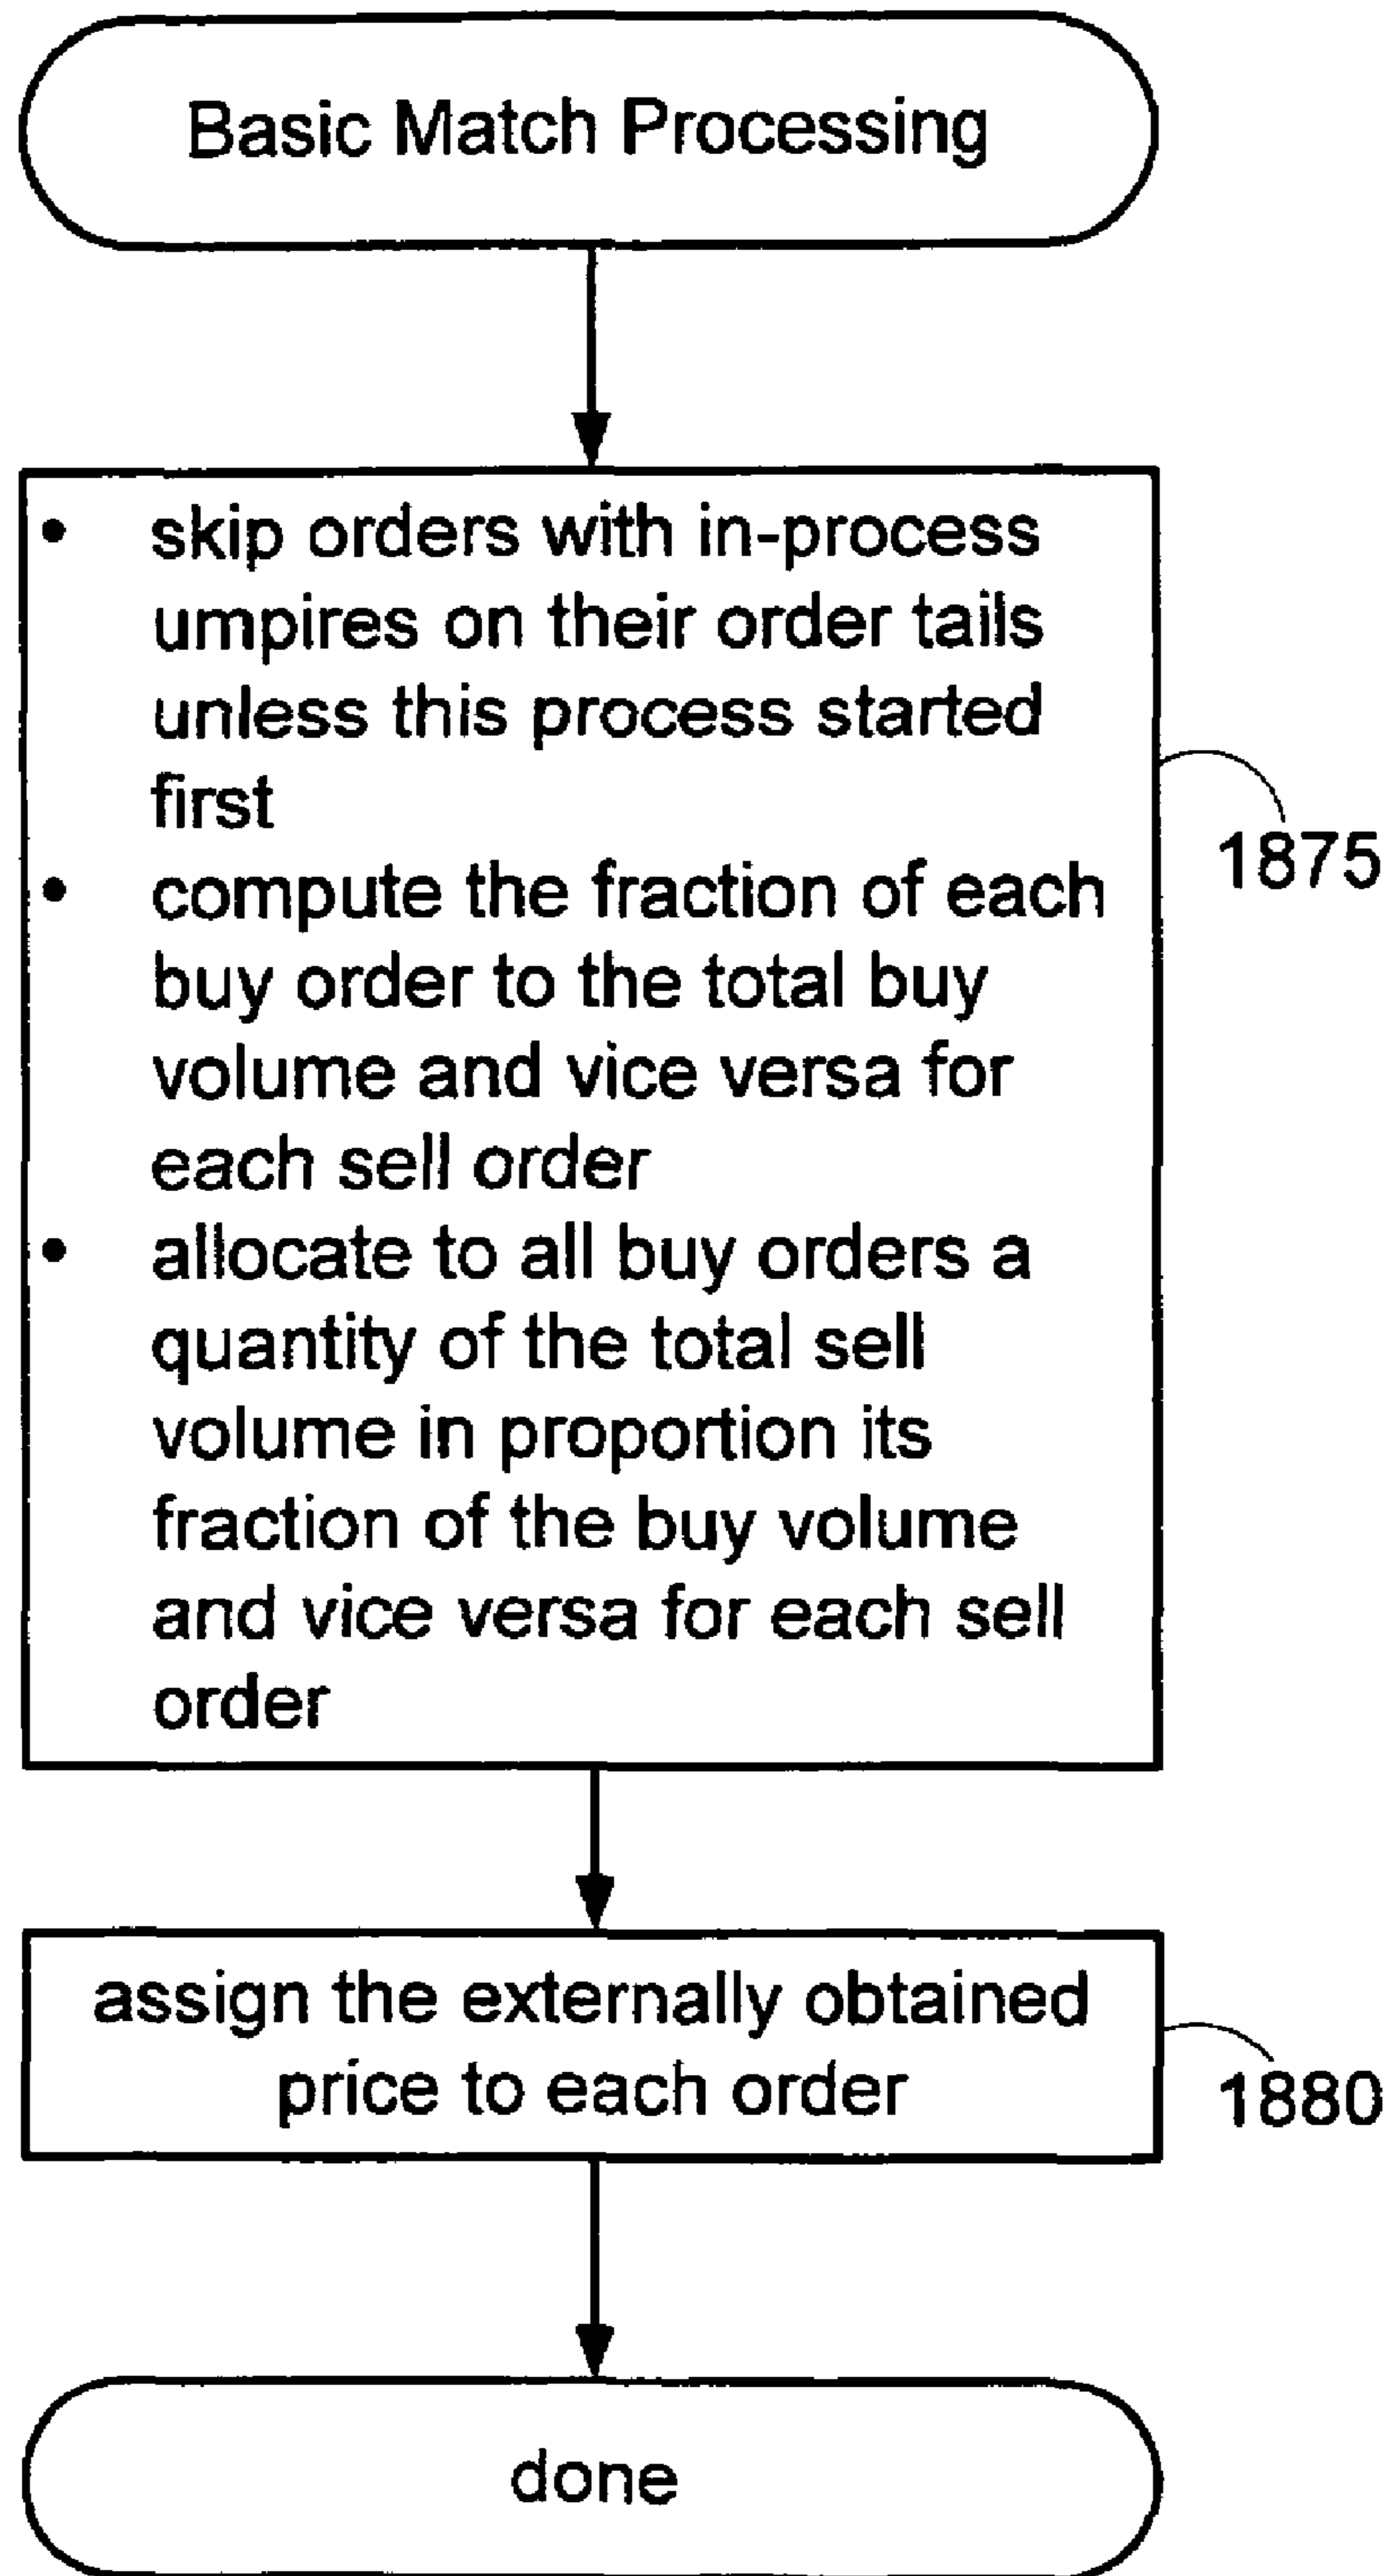 Basic Match Processing
• skip orders with in-process
umpires on their order tails
unless this process started
first
• compute the fraction of each
buy order to the total buy
volume and vice versa for
each sell order
• allocate to all buy orders a
quantity of the total sell
volume in proportion its
fraction of the buy volume
and vice versa for each sell
order
1875
assign the externally obtained
price to each order
1880
done